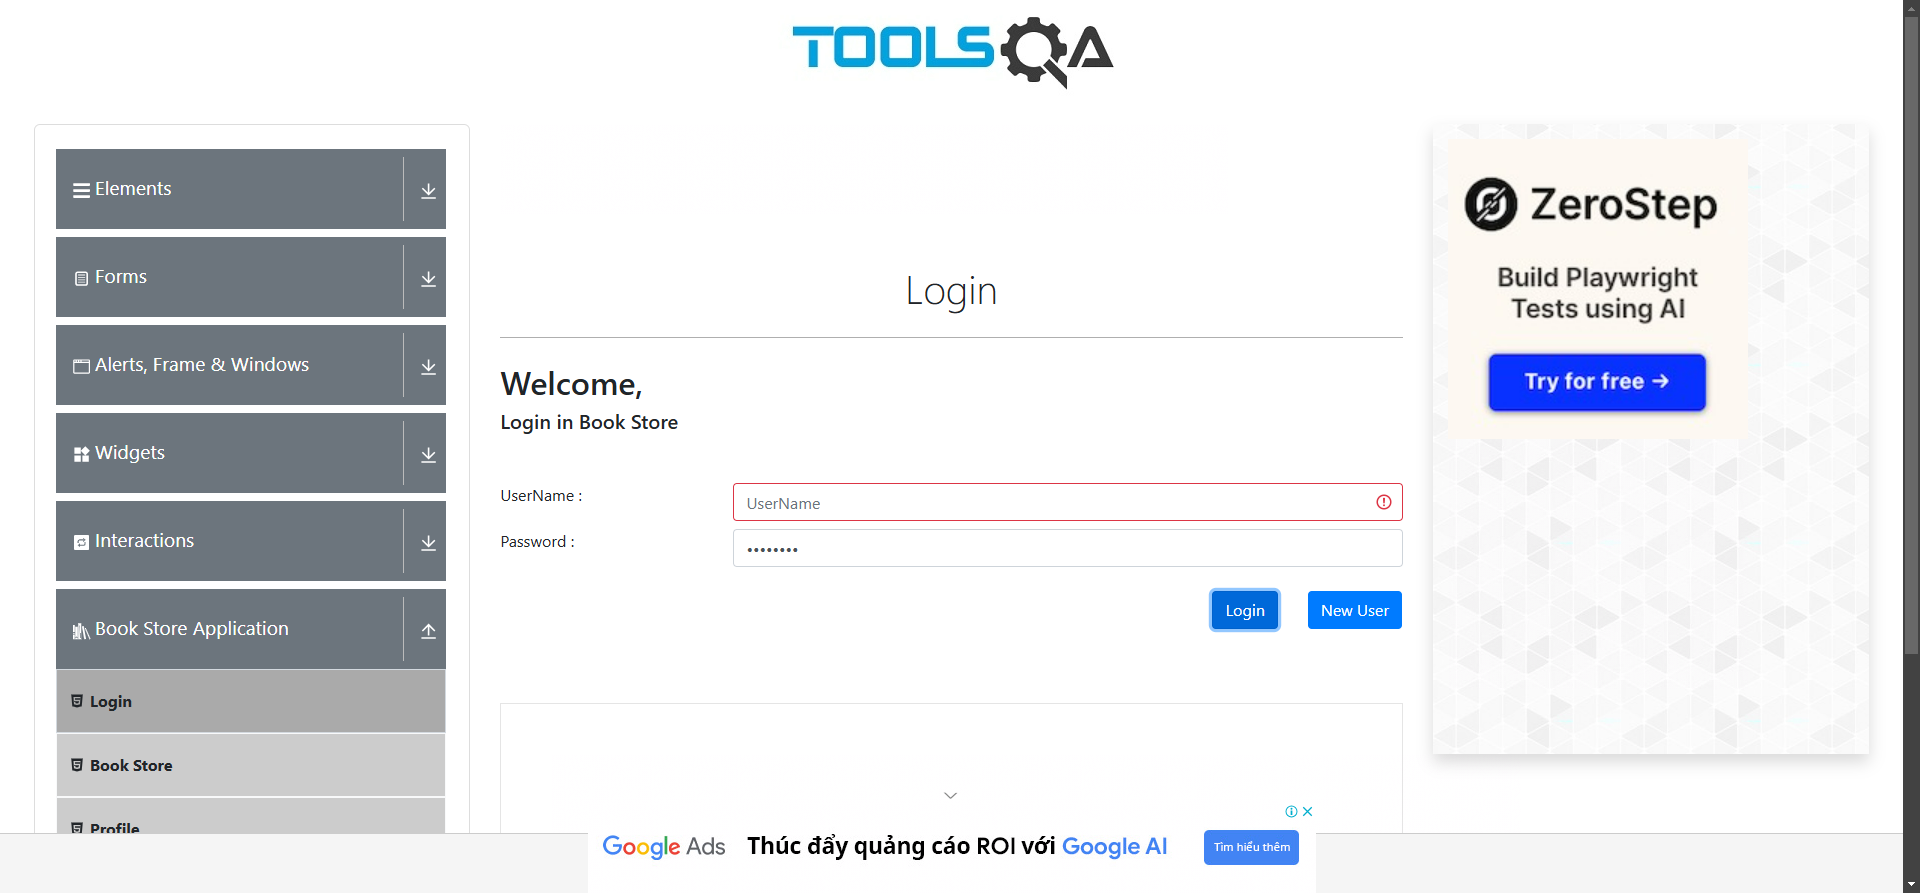 TOOLSQA
Elements
Forms
Alerts, Frame & Windows
Widgets
Interactions
Book Store Application
Login
Book Store
Profile
Login
Welcome,
Login in Book Store
UserName :
UserName
Password :
••••••••
Login
New User
ZeroStep
Build Playwright
Tests using AI
Try for free →
Google Ads
Thúc đẩy quảng cáo ROI với Google AI
Tìm hiểu thêm